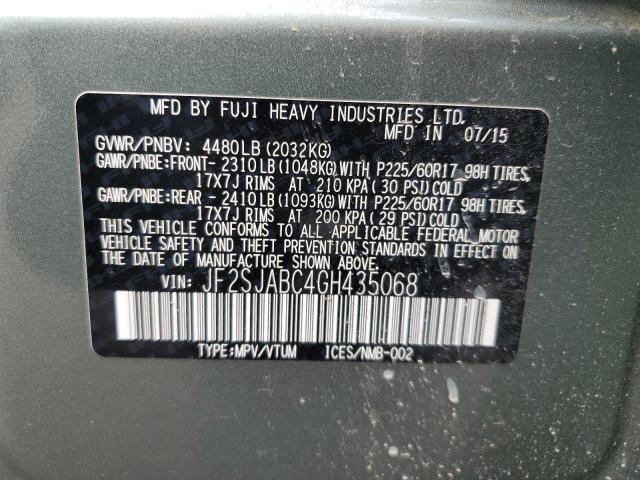 MFD BY FUJI HEAVY INDUSTRIES LTD.
MFD IN 07/15
GVWR/PNBV: 4480LB(2032KG)
GAWR/PNBE:FRONT- 2310LB(1048KG)WITH P225/60R17 98H TIRES,
17X7J RIMS AT 210 KPA(30 PSI)COLD
GAWR/PNBE:REAR - 2410LB(1093KG)WITH P225/60R17 98H TIRES,
17X7J RIMS AT 200 KPA(29 PSI)COLD
THIS VEHICLE CONFORMS TO ALL APPLICABLE FEDERAL MOTOR
VEHICLE SAFETY AND THEFT PREVENTION STANDARDS IN EFFECT ON
THE DATE OF MANUFACTURE SHOWN ABOVE.
VIN: JF2SJABC4GH435068
TYPE:MPV/VTUM ICES/NMB-002